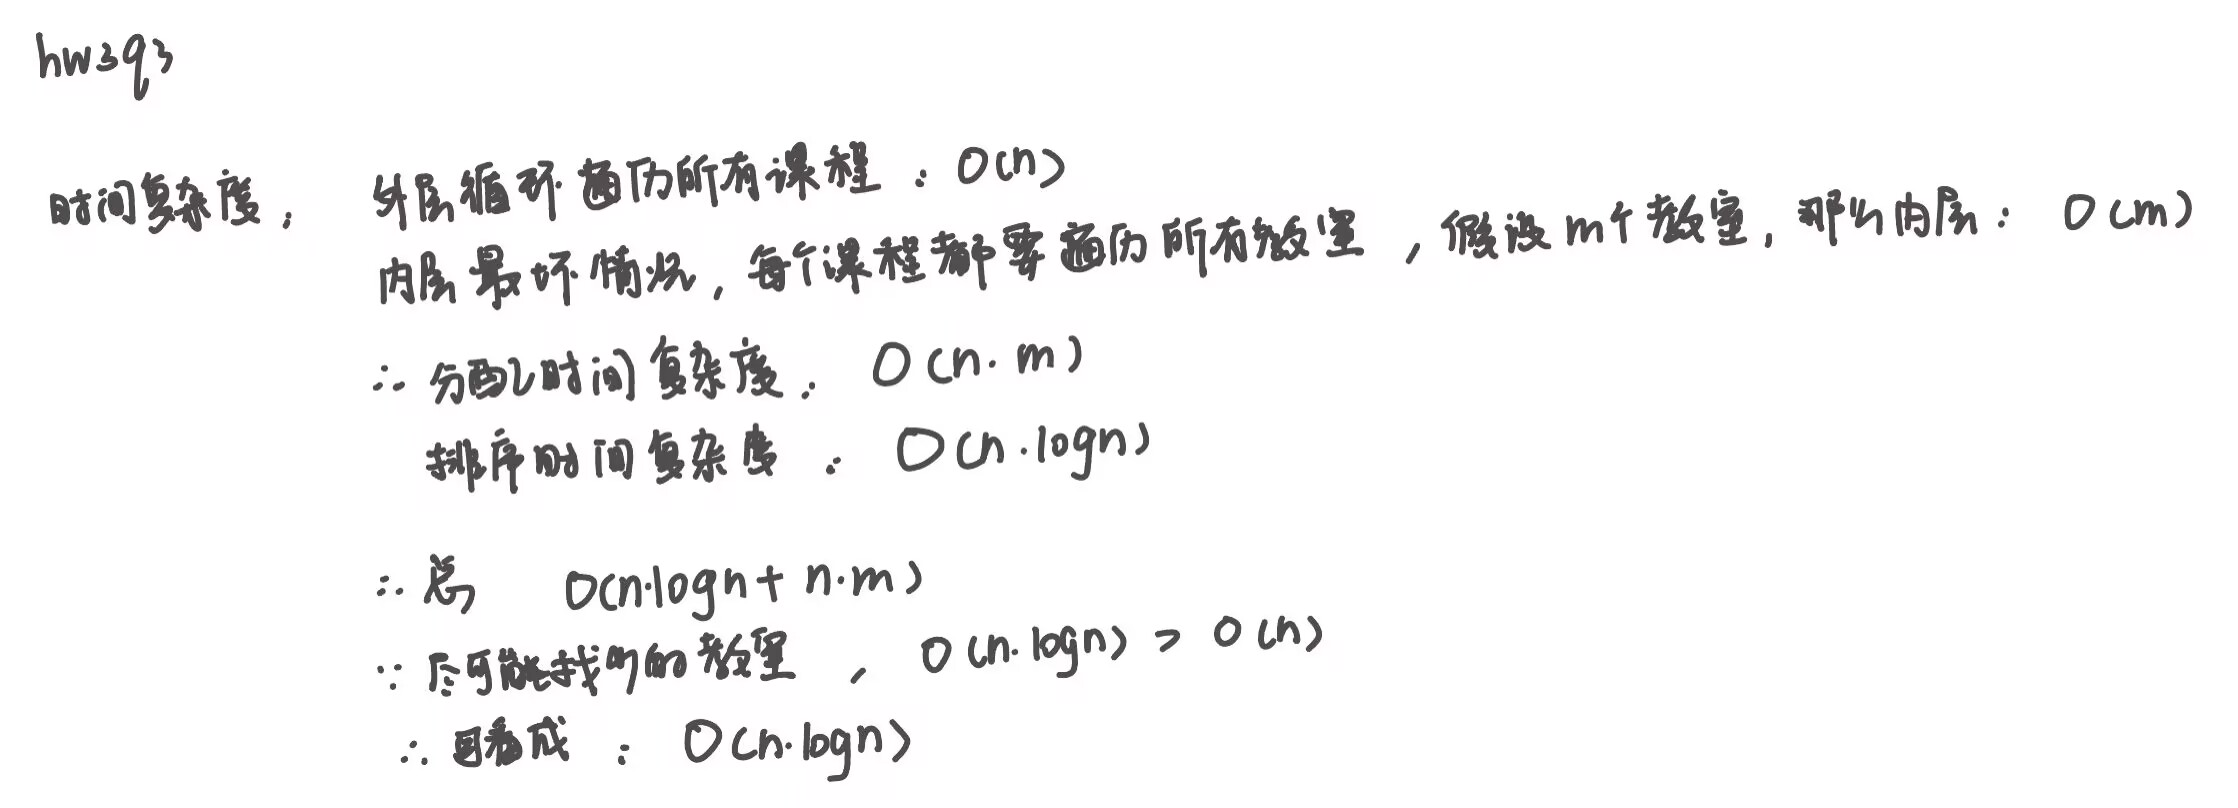 hw3q3
时间复杂度: 外层循环遍历所有课程:O(n)
内层最坏情况,每个课程都要遍历所有教室,假设m个教室,那么内层: O(m)
∴ 分配时间复杂度: O(n·m)
排序时间复杂度: O(n·logn)
∴ 总 O(n·logn + n·m)
∵ 尽可能找少的教室, O(n·logn) > O(n)
∴ 可看成: O(n·logn)